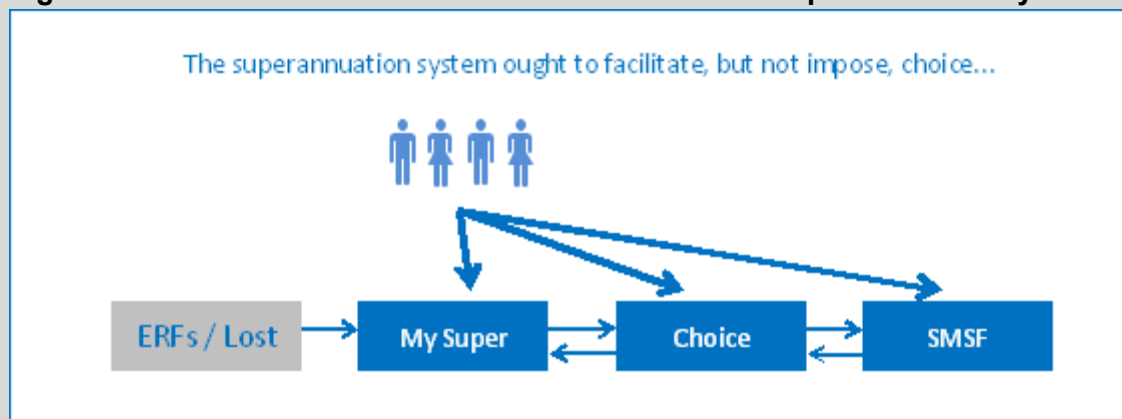 The superannuation system ought to facilitate, but not impose, choice...
ERFs / Lost
My Super
Choice
SMSF